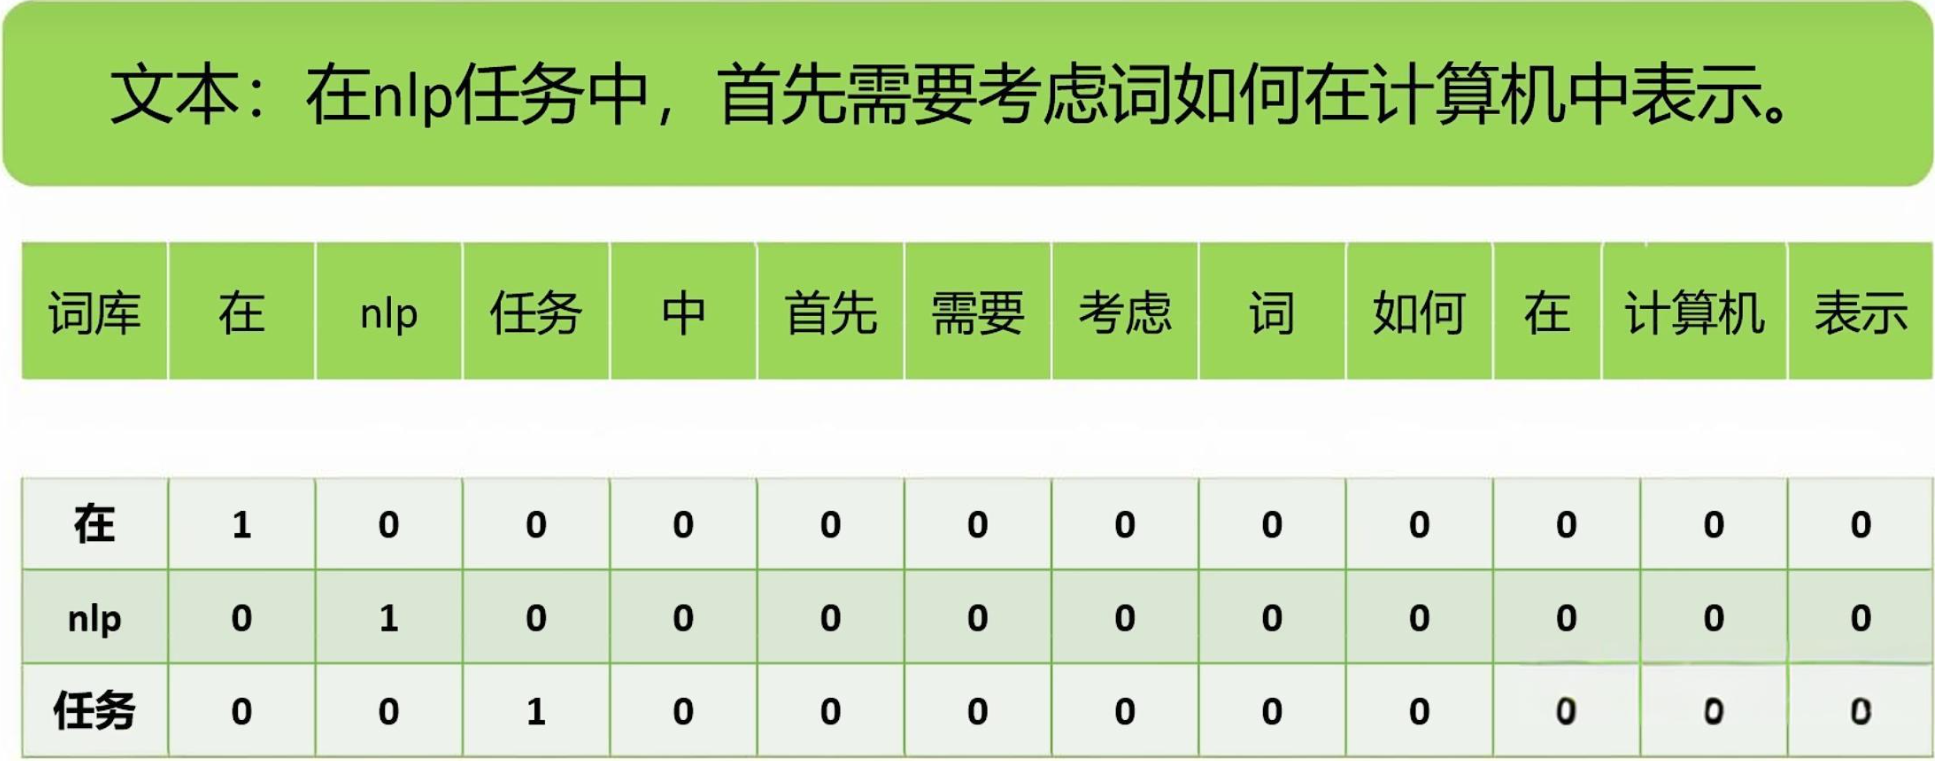 文本：在nlp任务中，首先需要考虑词如何在计算机中表示。
词库 在 nlp 任务 中 首先 需要 考虑 词 如何 在 计算机 表示
在 1 0 0 0 0 0 0 0 0 0 0 0
nlp 0 1 0 0 0 0 0 0 0 0 0 0
任务 0 0 1 0 0 0 0 0 0 0 0 0